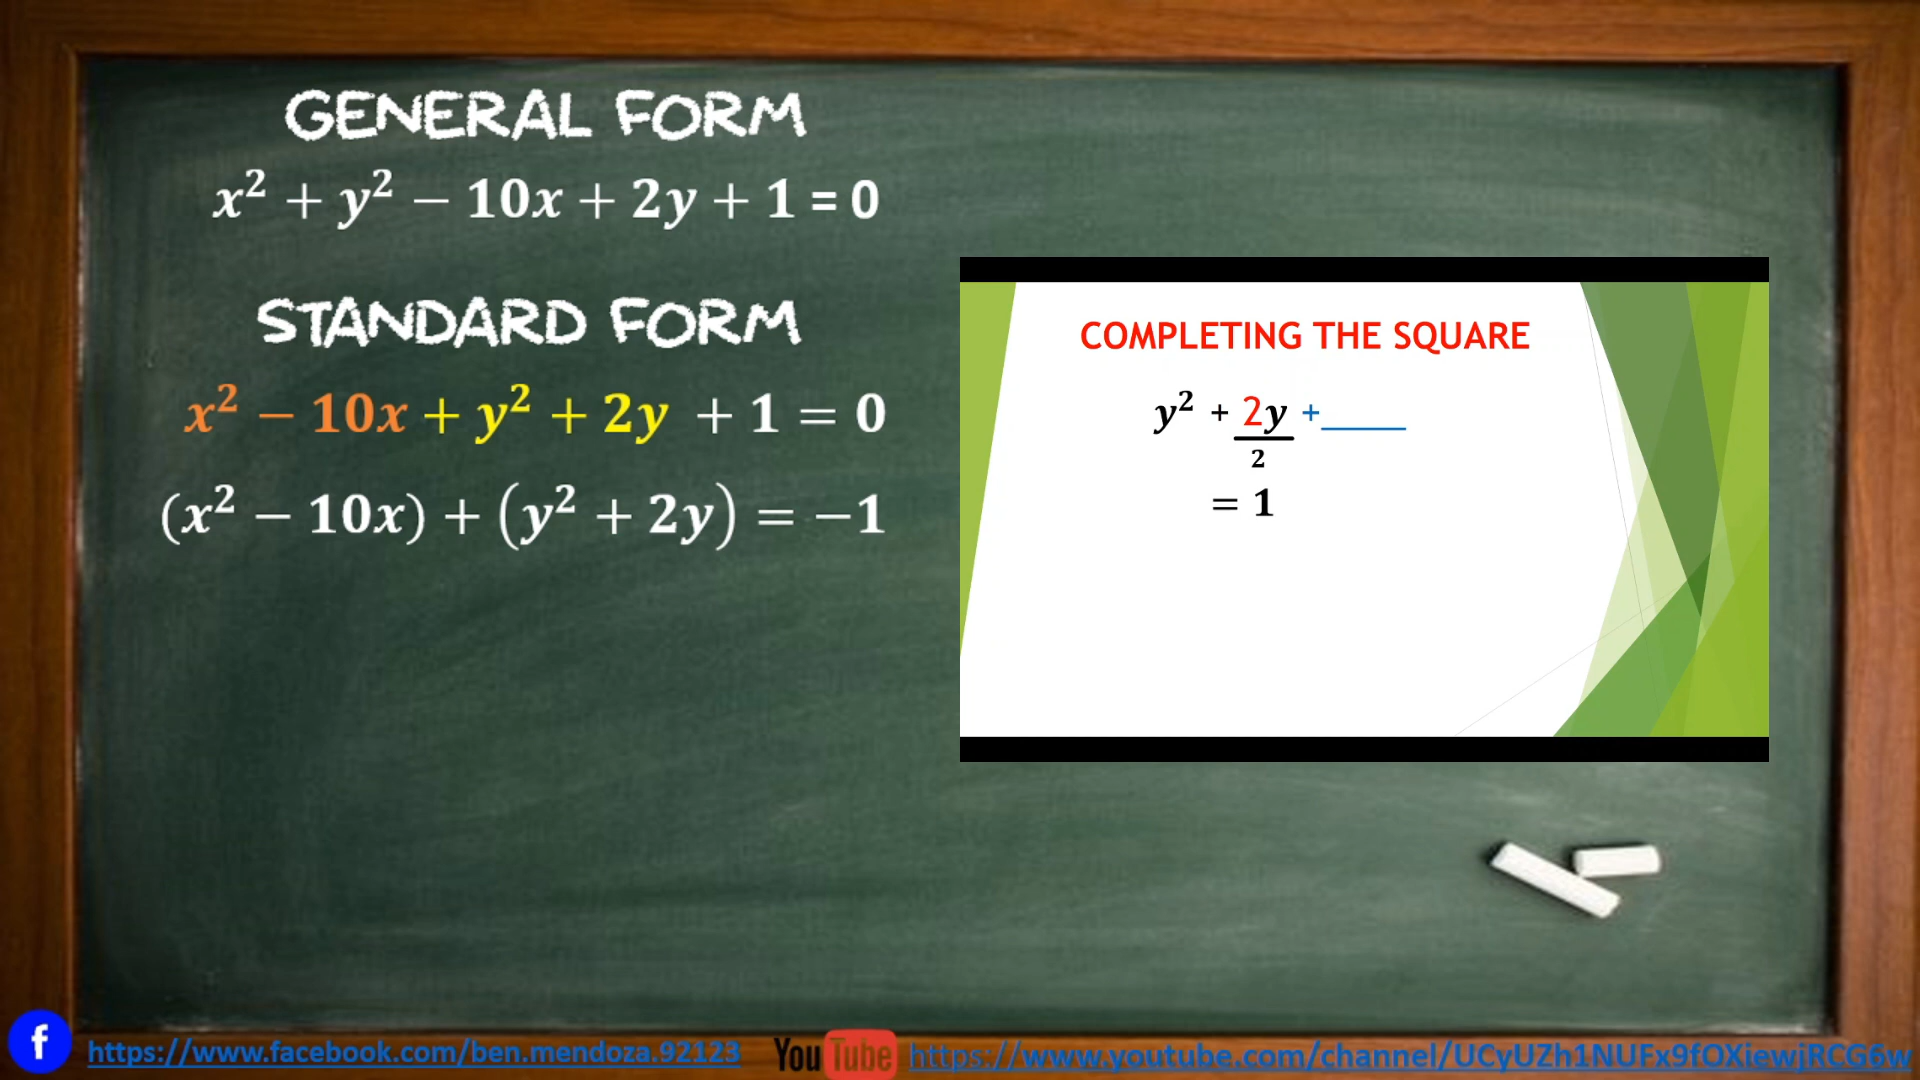 GENERAL FORM
x² + y² − 10x + 2y + 1 = 0
STANDARD FORM
x² − 10x + y² + 2y + 1 = 0
(x² − 10x) + (y² + 2y) = −1
COMPLETING THE SQUARE
y² + 2y +_____
2
= 1
f https://www.facebook.com/ben.mendoza.92123 YouTube https://www.youtube.com/channel/UCyUZh1NUFx9fOXiewjRCG6w